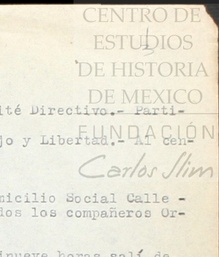 CENTRO DE
ESTUDIOS
DE HISTORIA
DE MEXICO
ité Directivo.- Parti-
jo y Libertad.- Al cen-
FUNDACIÓN
Carlos Slim
micilio Social Calle -
dos los compañeros Or-
inueve horas salí de